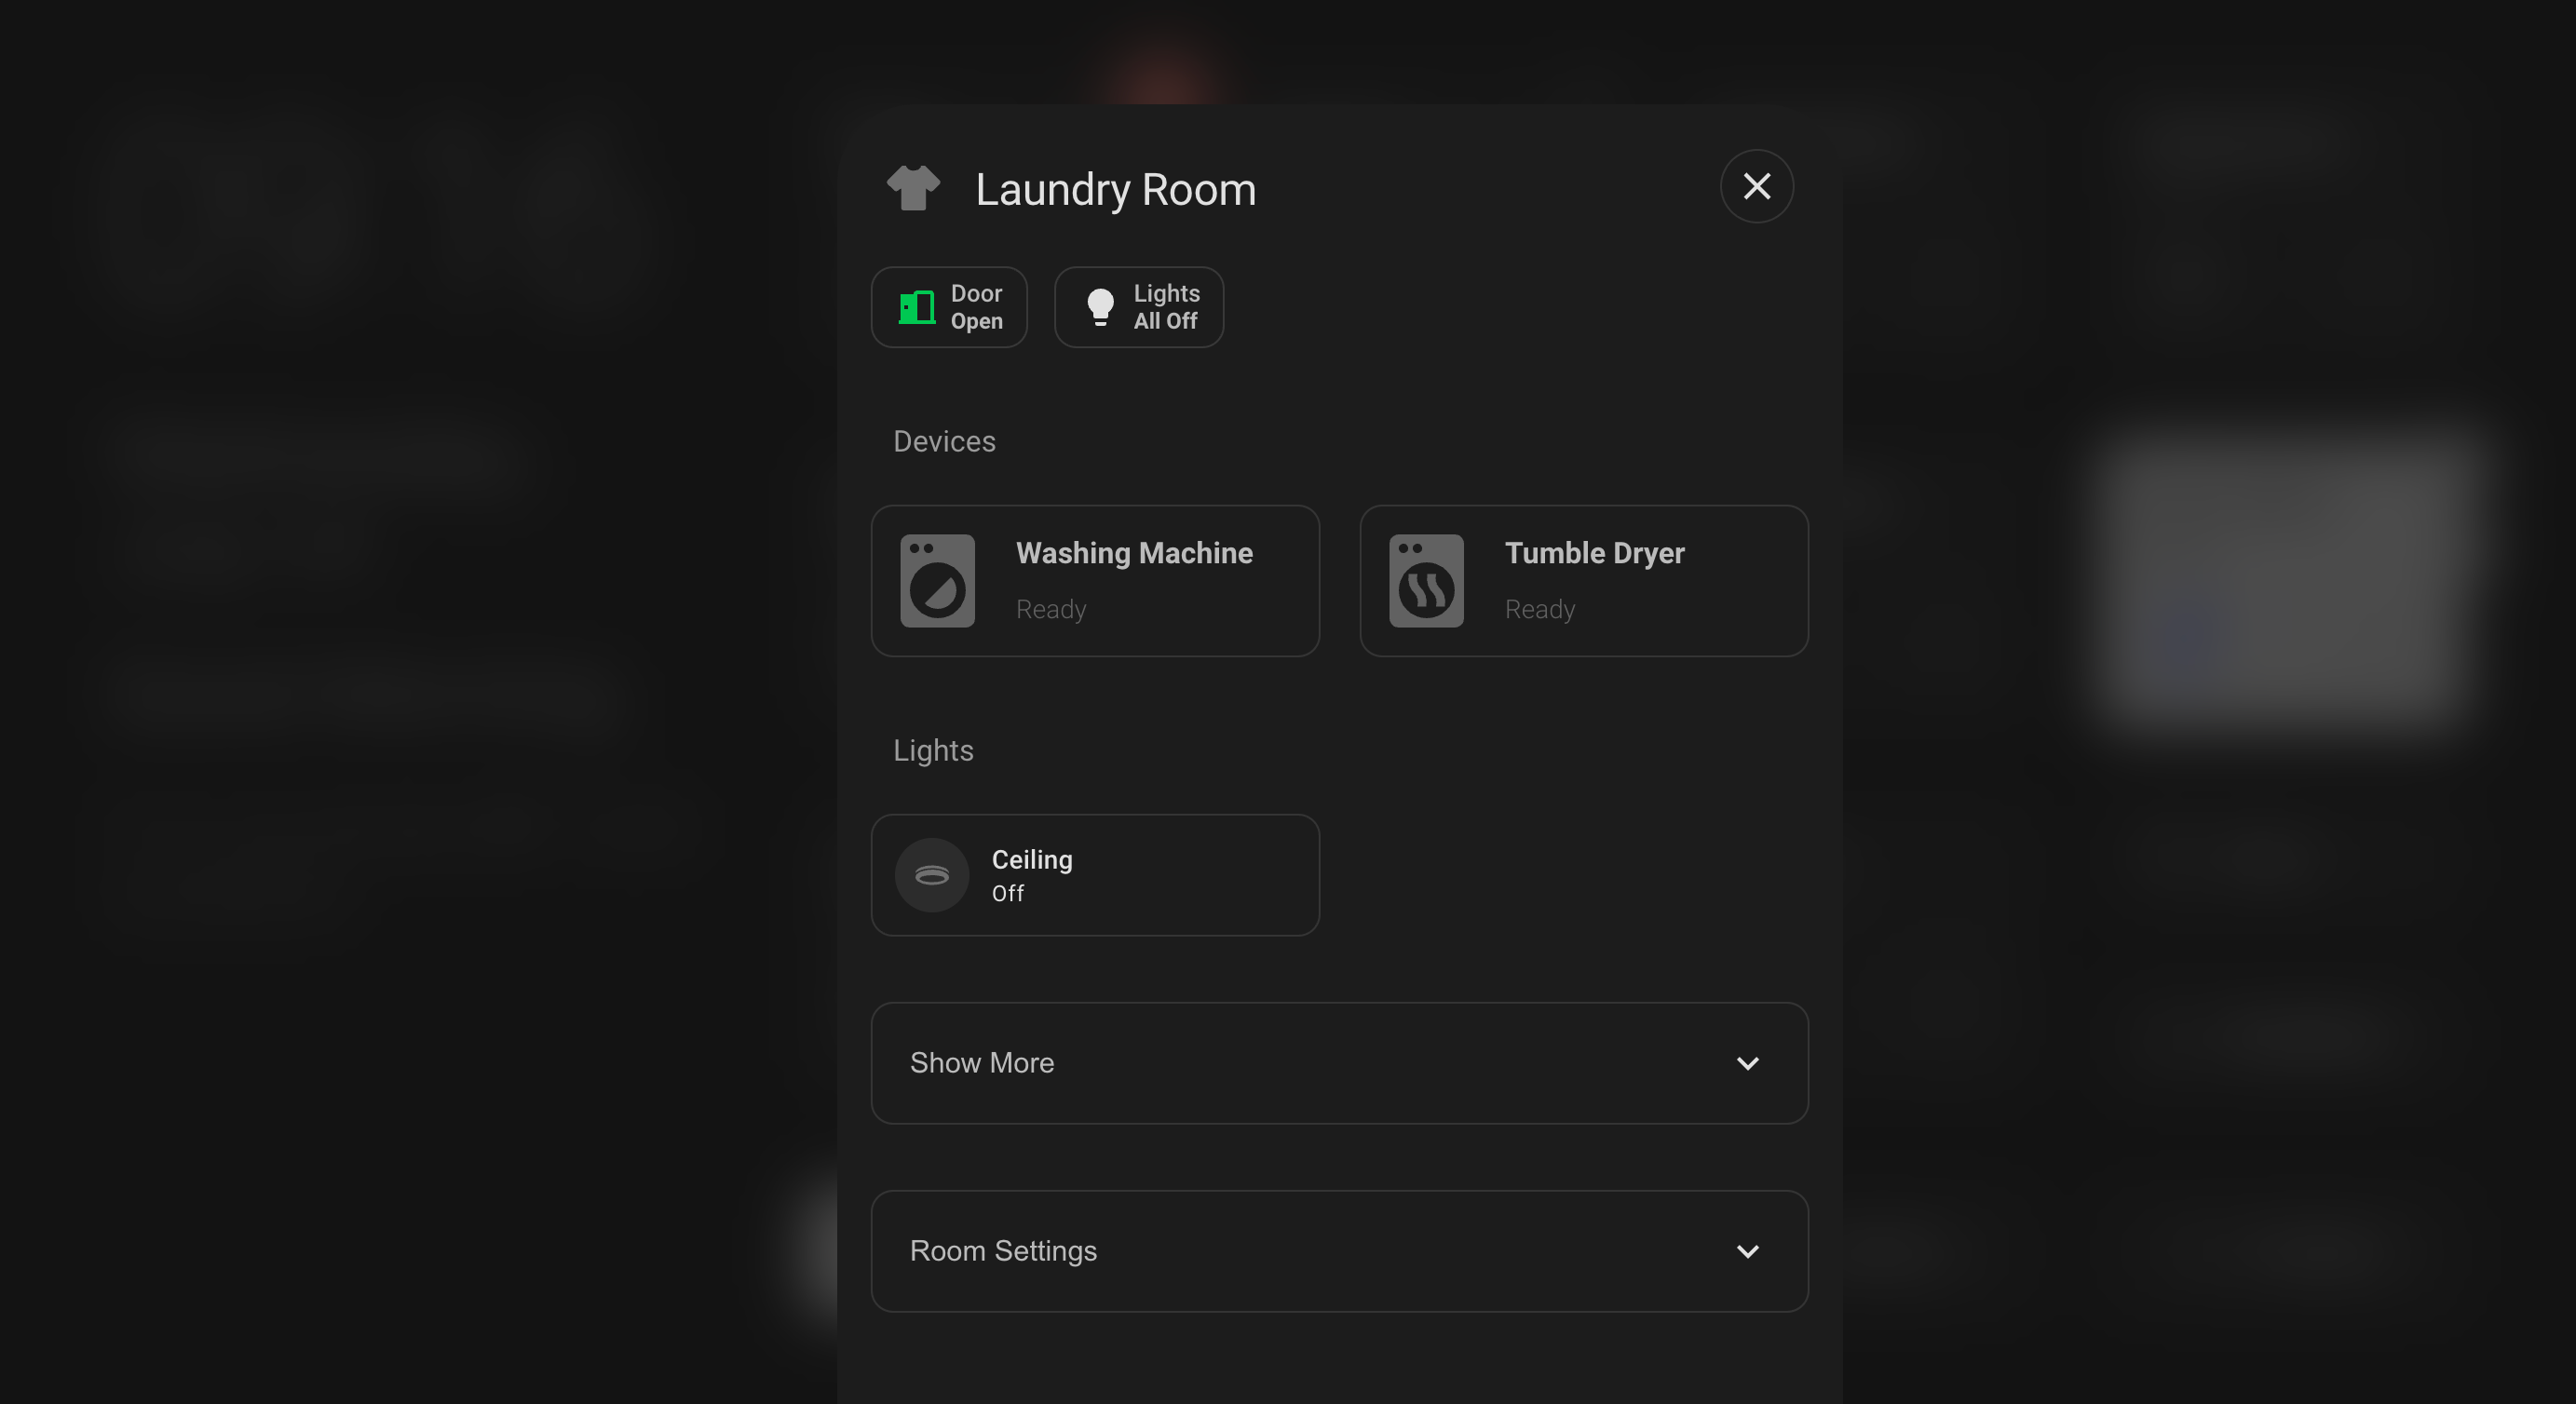 Laundry Room
Door
Open
Lights
All Off
Devices
Washing Machine
Ready
Tumble Dryer
Ready
Lights
Ceiling
Off
Show More
Room Settings